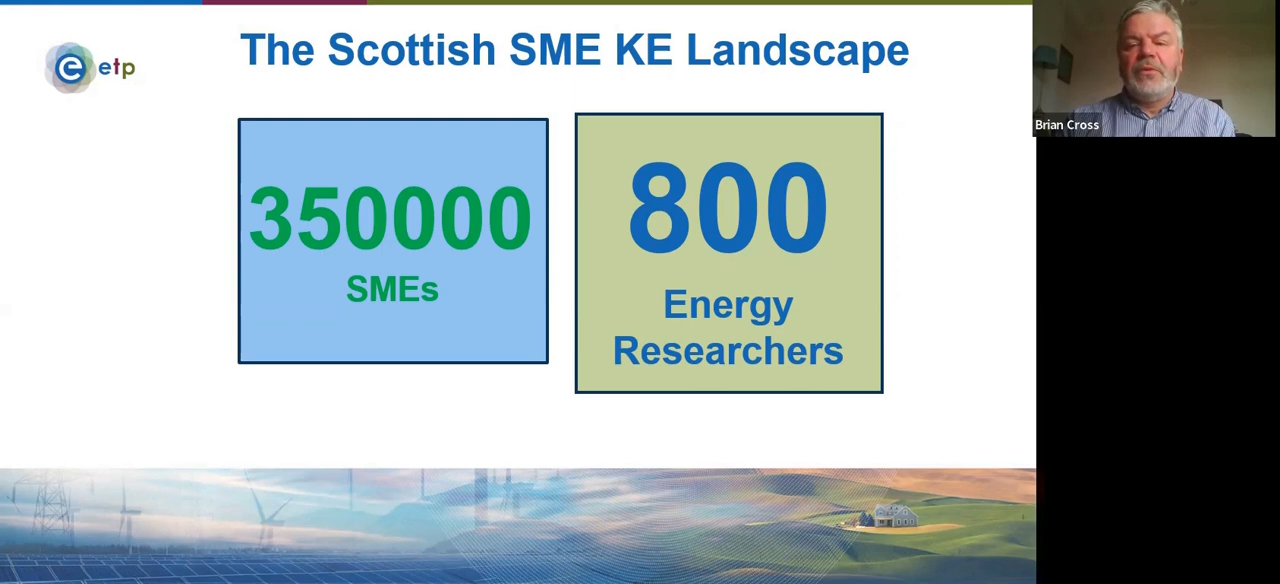 The Scottish SME KE Landscape
etp
350000
SMEs
800
Energy
Researchers
Brian Cross